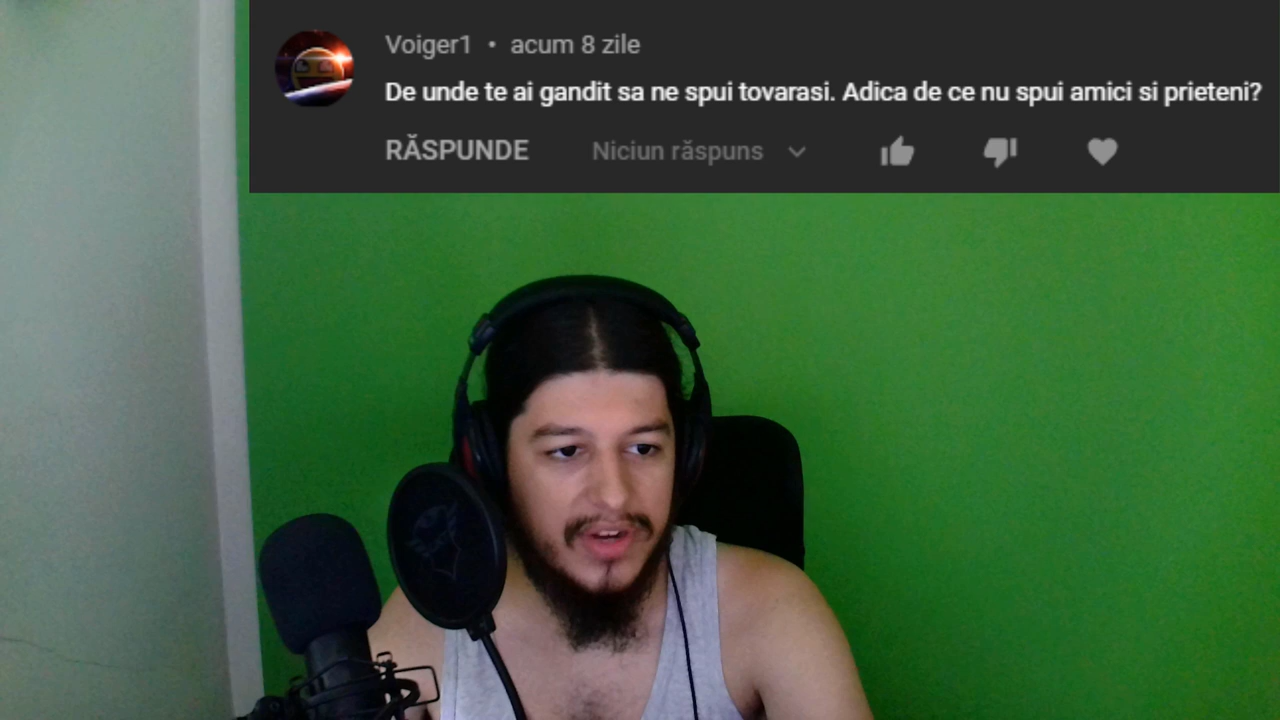 Voiger1 • acum 8 zile
De unde te ai gandit sa ne spui tovarasi. Adica de ce nu spui amici si prieteni?
RĂSPUNDE Niciun răspuns